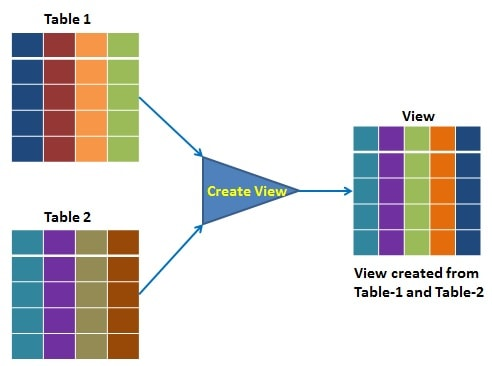 Table 1
View
Create View
Table 2
View created from
Table-1 and Table-2